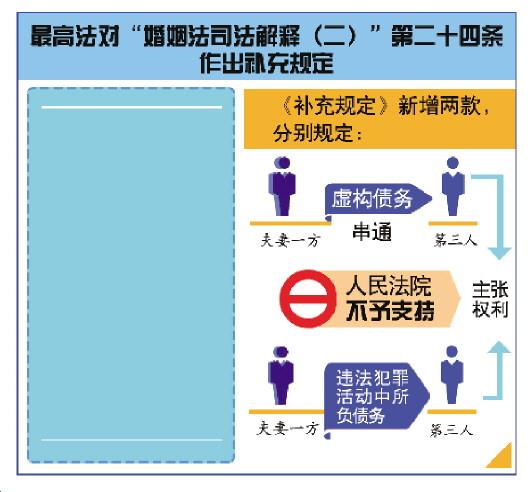 最高法对“婚姻法司法解释（二）”第二十四条
作出补充规定
《补充规定》新增两款，
分别规定：
虚构债务
串通
夫妻一方
第三人
人民法院
不予支持
主张
权利
违法犯罪
活动中所
负债务
夫妻一方
第三人